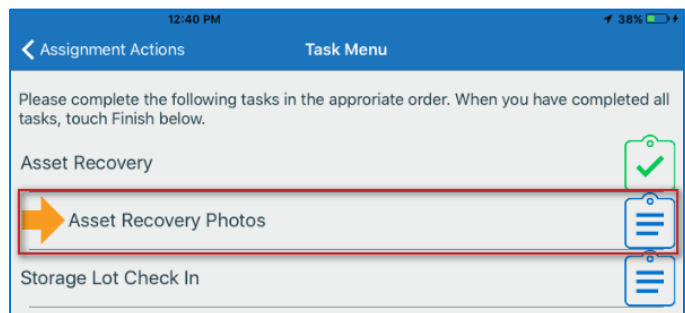 12:40 PM 38%
Assignment Actions Task Menu
Please complete the following tasks in the approriate order. When you have completed all
tasks, touch Finish below.
Asset Recovery
Asset Recovery Photos
Storage Lot Check In